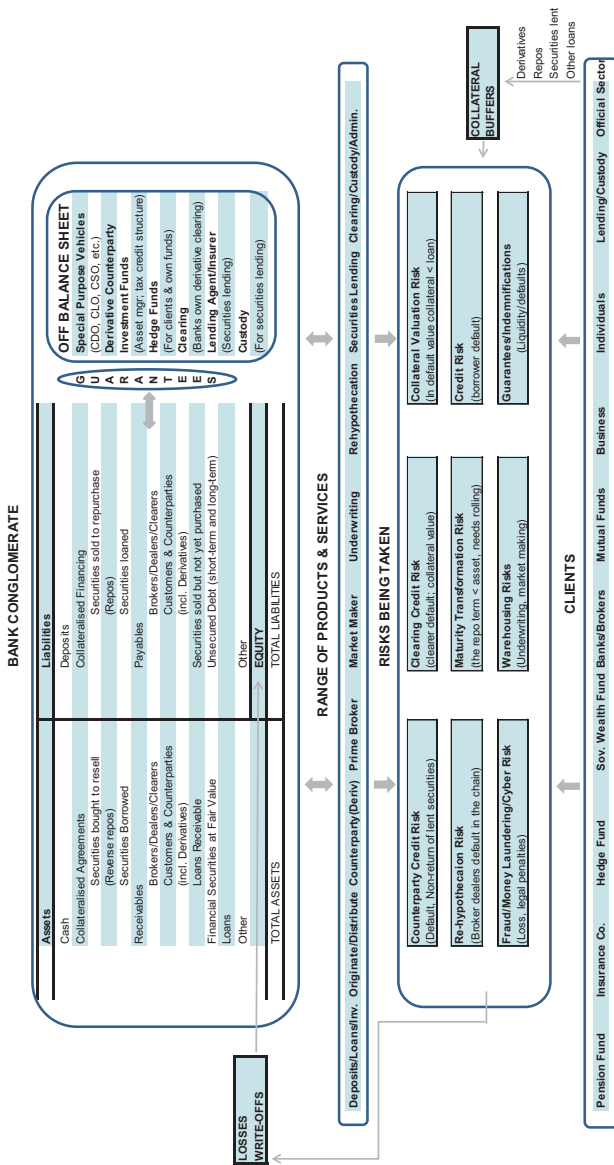 BANK CONGLOMERATE
Assets
Cash
Collateralised Agreements
Securities bought to resell
(Reverse repos)
Securities Borrowed
Receivables
Brokers/Dealers/Clearers
Customers & Counterparties
(incl. Derivatives)
Loans Receivable
Financial Securities at Fair Value
Loans
Other
TOTAL ASSETS
Liabilities
Deposits
Collateralised Financing
Securities sold to repurchase
(Repos)
Securities loaned
Payables
Brokers/Dealers/Clearers
Customers & Counterparties
(incl. Derivatives)
Securities sold but not yet purchased
Unsecured Debt (short-term and long-term)
Other
EQUITY
TOTAL LIABILITIES
GUARANTEES
OFF BALANCE SHEET
Special Purpose Vehicles
(CDO, CLO, CSO, etc.)
Derivative Counterparty
Investment Funds
(Asset mgr; tax credit structure)
Hedge Funds
(For clients & own funds)
Clearing
(Banks own derivative clearing)
Lending Agent/Insurer
(Securities lending)
Custody
(For securities lending)
LOSSES
WRITE-OFFS
RANGE OF PRODUCTS & SERVICES
Deposits/Loans/Inv. Originate/Distribute Counterparty(Deriv) Prime Broker Market Maker Underwriting Rehypothecation Securities Lending Clearing/Custody/Admin.
RISKS BEING TAKEN
Counterparty Credit Risk
(Default, Non-return of lent securities)
Clearing Credit Risk
(clearer default; collateral value)
Collateral Valuation Risk
(In default value collateral < loan)
Re-hypothecaion Risk
(Broker dealers default in the chain)
Maturity Transformation Risk
(the repo term < asset, needs rolling)
Credit Risk
(borrower default)
Fraud/Money Laundering/Cyber Risk
(Loss, legal penalties)
Warehousing Risks
(Underwriting, market making)
Guarantees/Indemnifications
(Liquidity/defaults)
COLLATERAL
BUFFERS
Derivatives
Repos
Securities lent
Other loans
CLIENTS
Pension Fund Insurance Co. Hedge Fund Sov. Wealth Fund Banks/Brokers Mutual Funds Business Individuals Lending/Custody Official Sector